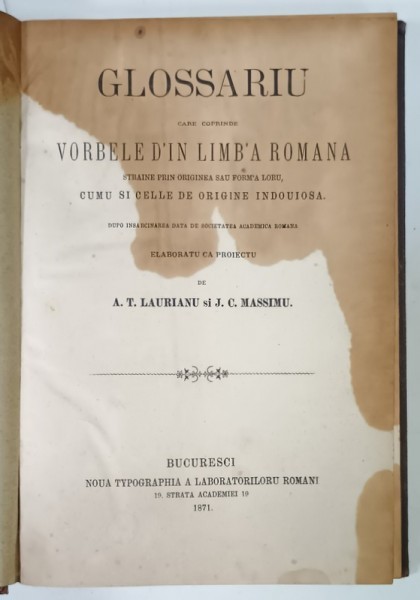 GLOSSARIU
CARE COPRINDE
VORBELE D'IN LIMB'A ROMANA
STRAINE PRIN ORIGINEA SAU FORM'A LORU,
CUMU SI CELLE DE ORIGINE INDOUIOSA.
DUPO INSARCINAREA DATA DE SOCIETATEA ACADEMICA ROMANA
ELABORATU CA PROIECTU
DE
A. T. LAURIANU si J. C. MASSIMU.
BUCURESCI
NOUA TYPOGRAPHIA A LABORATORILORU ROMANI
19, STRATA ACADEMIEI 19
1871.